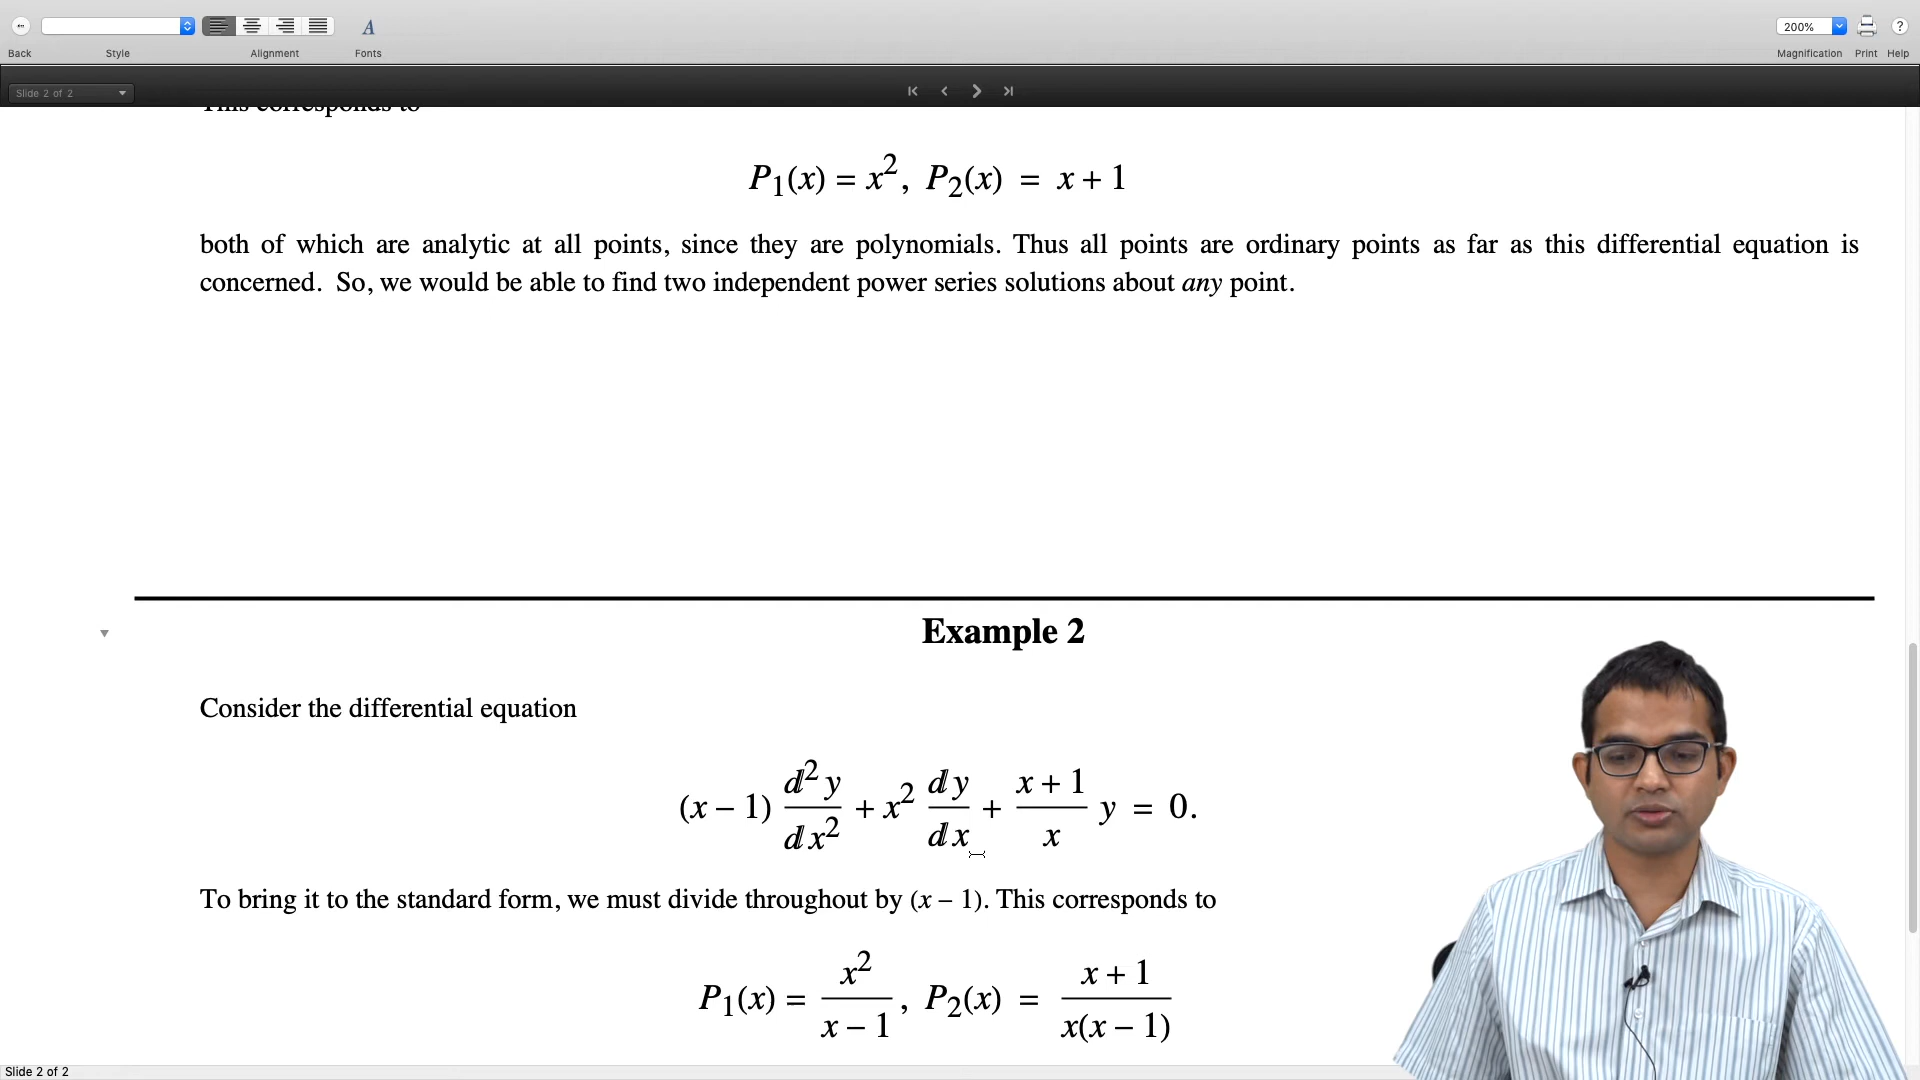 200%
Back Style Alignment Fonts Magnification Print Help
Slide 2 of 2
This corresponds to
P₁(x) = x², P₂(x) = x + 1
both of which are analytic at all points, since they are polynomials. Thus all points are ordinary points as far as this differential equation is
concerned. So, we would be able to find two independent power series solutions about any point.
Example 2
Consider the differential equation
(x − 1) d²y/dx² + x² dy/dx + (x + 1)/x y = 0.
To bring it to the standard form, we must divide throughout by (x – 1). This corresponds to
P₁(x) = x²/(x − 1), P₂(x) = (x + 1)/(x(x − 1))
Slide 2 of 2